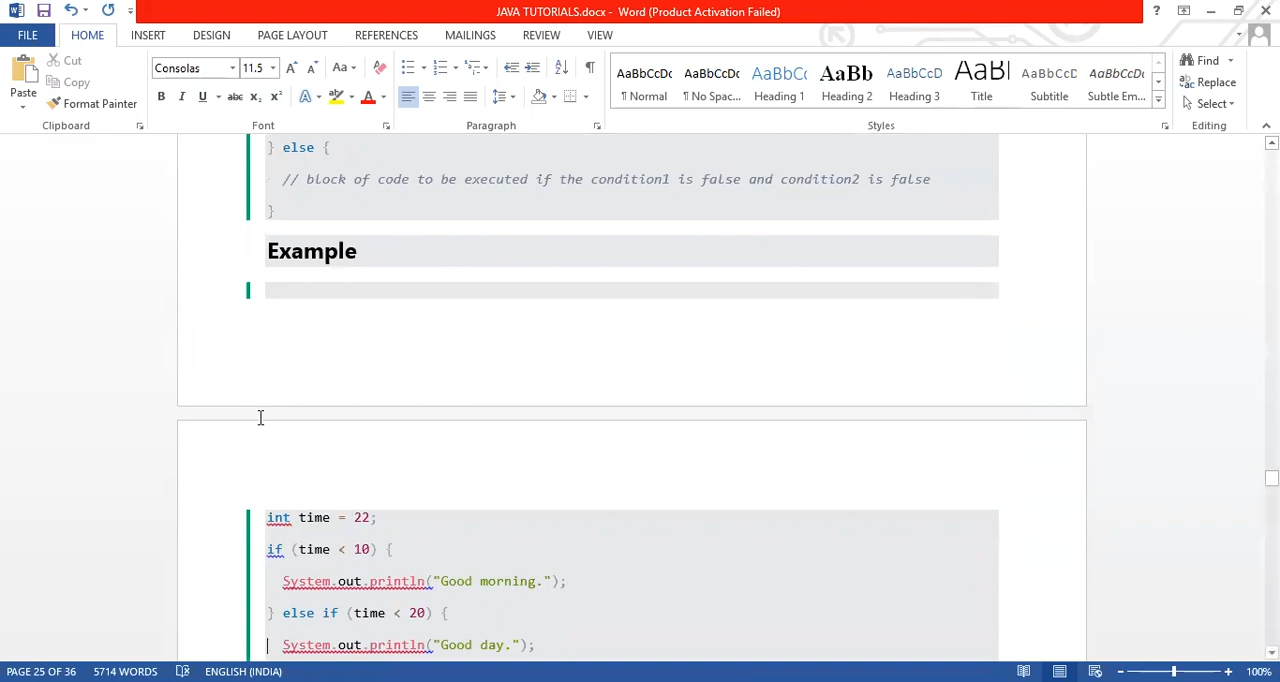 JAVA TUTORIALS.docx - Word (Product Activation Failed)
FILE HOME INSERT DESIGN PAGE LAYOUT REFERENCES MAILINGS REVIEW VIEW
Paste
Cut
Copy
Format Painter
Clipboard
Consolas 11.5
Font
Paragraph
AaBbCcDc AaBbCcDc AaBbCc AaBb AaBbCcD AaB AaBbCcD AaBbCcDc
¶ Normal ¶ No Spac... Heading 1 Heading 2 Heading 3 Title Subtitle Subtle Em...
Styles
Find
Replace
Select
Editing
} else {
// block of code to be executed if the condition1 is false and condition2 is false
}
Example
int time = 22;
if (time < 10) {
System.out.println("Good morning.");
} else if (time < 20) {
System.out.println("Good day.");
PAGE 25 OF 36 5714 WORDS ENGLISH (INDIA) 100%